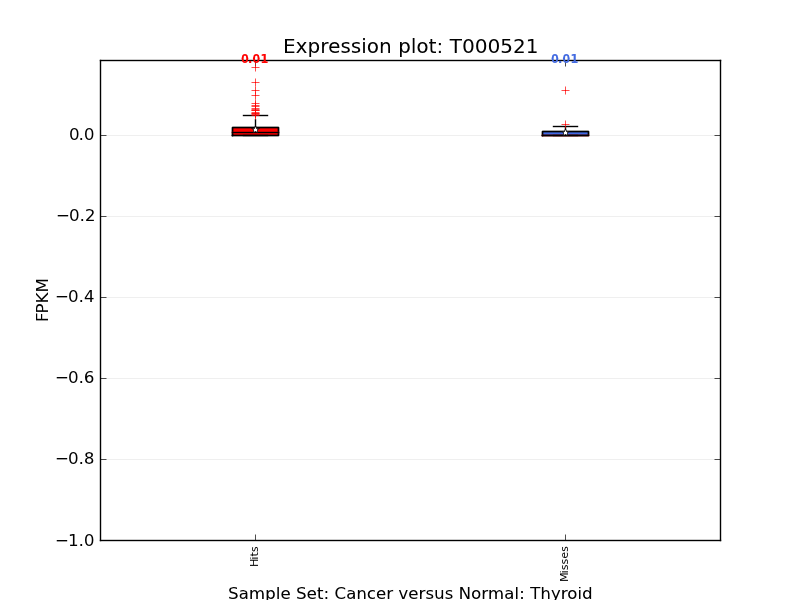 Expression plot: T000521
0.01
0.01
0.0
−0.2
−0.4
−0.6
−0.8
−1.0
FPKM
Hits
Misses
Sample Set: Cancer versus Normal: Thyroid